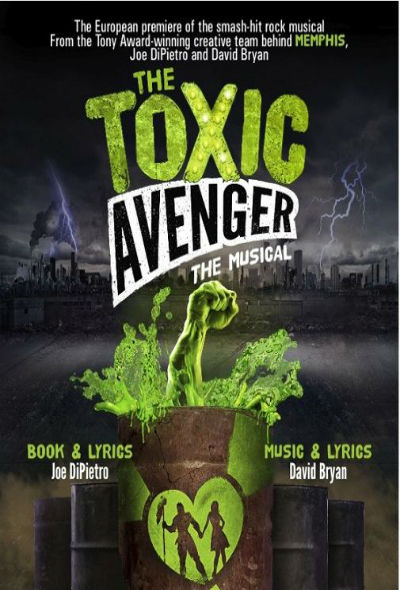 The European premiere of the smash-hit rock musical
From the Tony Award-winning creative team behind MEMPHIS,
Joe DiPietro and David Bryan
THE
TOXIC
AVENGER
THE MUSICAL
BOOK & LYRICS
Joe DiPietro
MUSIC & LYRICS
David Bryan